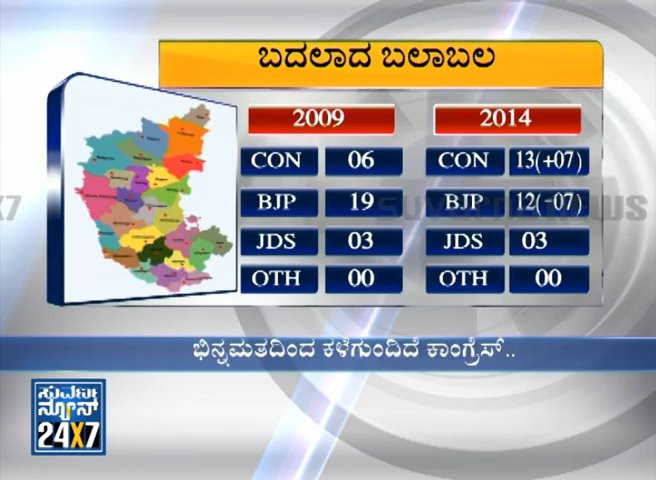 ಬದಲಾದ ಬಲಾಬಲ
2009 2014
CON 06 CON 13(+07)
BJP 19 BJP 12(-07)
JDS 03 JDS 03
OTH 00 OTH 00
ಭಿನ್ನಮತದಿಂದ ಕಳೆಗುಂದಿದೆ ಕಾಂಗ್ರೆಸ್..
ಸುವರ್ಣ
ನ್ಯೂಸ್
24X7